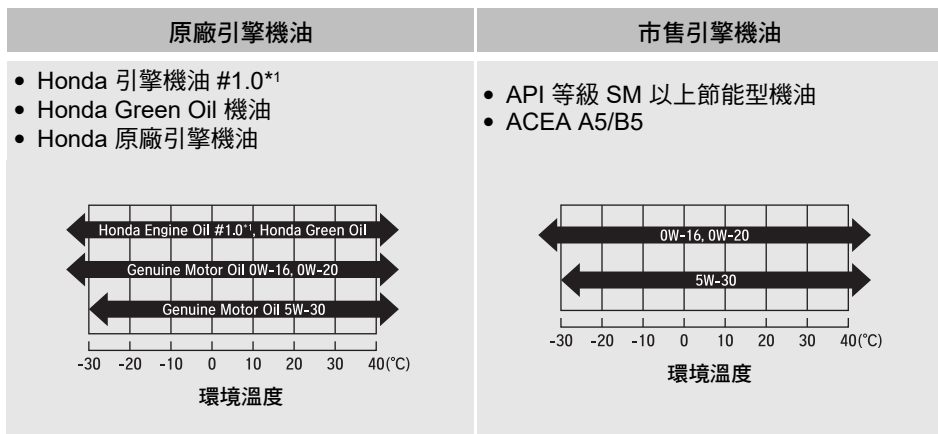 原廠引擎機油
市售引擎機油
• Honda 引擎機油 #1.0*1
• Honda Green Oil 機油
• Honda 原廠引擎機油
• API 等級 SM 以上節能型機油
• ACEA A5/B5
Honda Engine Oil #1.0*1, Honda Green Oil
Genuine Motor Oil 0W-16, 0W-20
Genuine Motor Oil 5W-30
-30 -20 -10 0 10 20 30 40(°C)
環境溫度
0W-16, 0W-20
5W-30
-30 -20 -10 0 10 20 30 40(°C)
環境溫度